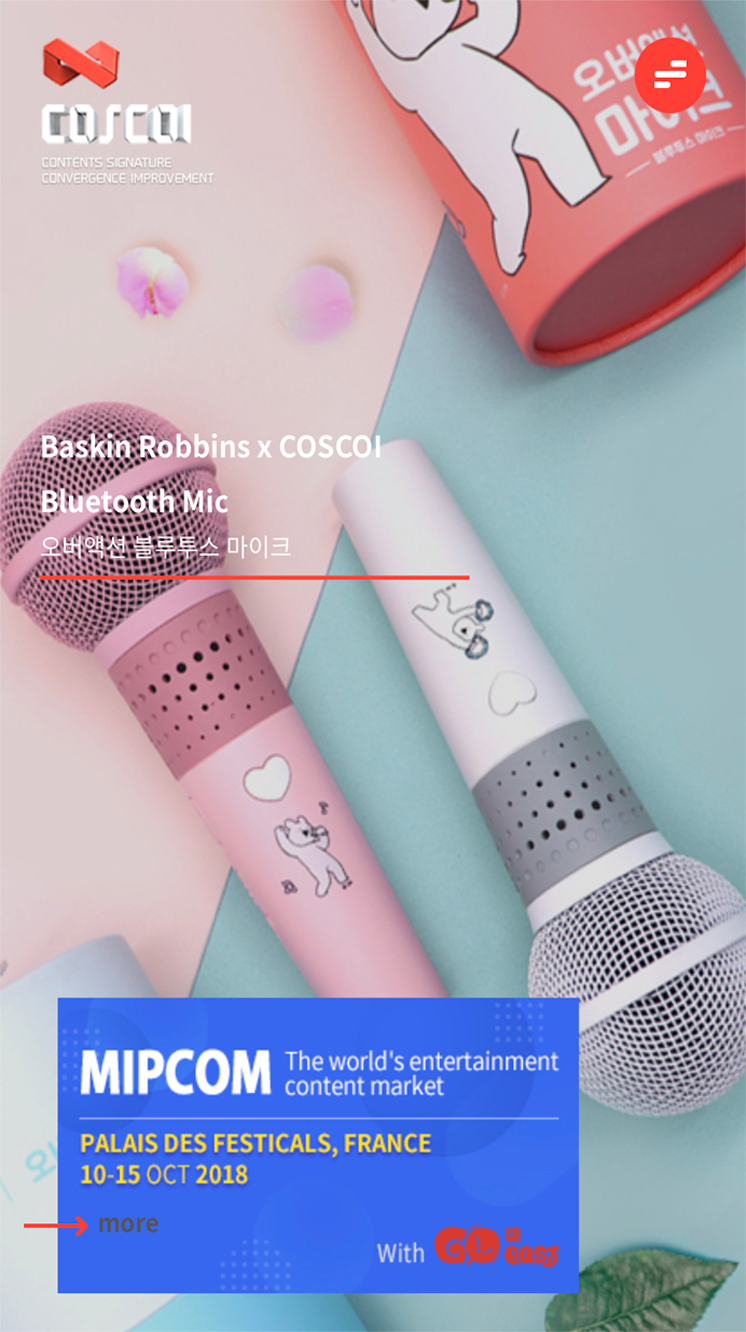 COSCOI
CONTENTS SIGNATURE
CONVERGENCE IMPROVEMENT
오버액션
마이크
블루투스 마이크
Baskin Robbins x COSCOI
Bluetooth Mic
오버액션 블루투스 마이크
MIPCOM The world's entertainment
content market
PALAIS DES FESTICALS, FRANCE
10-15 OCT 2018
more
With GO easy